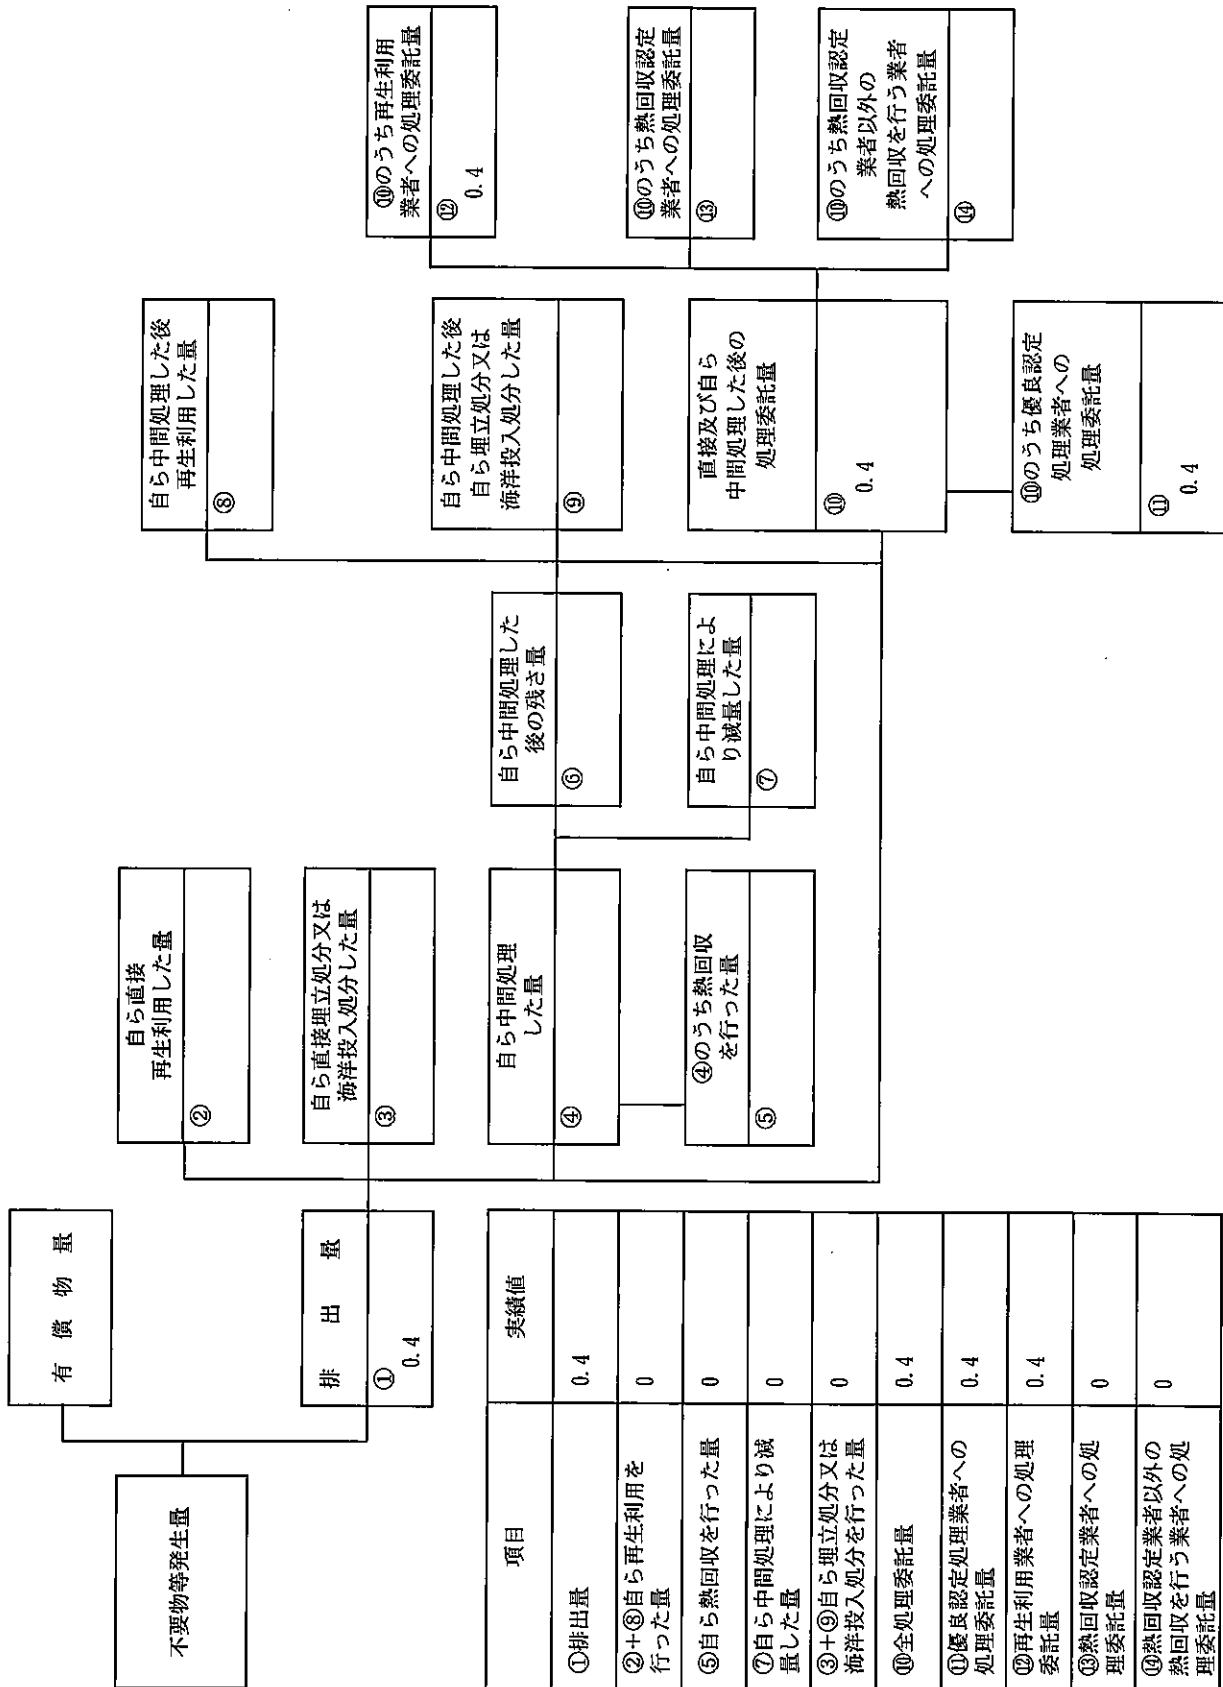 不要物等発生量
有償物量
排出量
①
0.4
自ら直接
再生利用した量
②
自ら直接埋立処分又は
海洋投入処分した量
③
自ら中間処理
した量
④
④のうち熱回収
を行った量
⑤
自ら中間処理した
後の残さ量
⑥
自ら中間処理によ
り減量した量
⑦
自ら中間処理した後
再生利用した量
⑧
自ら中間処理した後
自ら埋立処分又は
海洋投入処分した量
⑨
直接及び自ら
中間処理した後の
処理委託量
⑩
0.4
⑩のうち優良認定
処理業者への
処理委託量
⑪
0.4
⑩のうち再生利用
業者への処理委託量
⑫
0.4
⑩のうち熱回収認定
業者への処理委託量
⑬
⑩のうち熱回収認定
業者以外の
熱回収を行う業者
への処理委託量
⑭
項目 実績値
①排出量 0.4
②+⑧自ら再生利用を
行った量 0
⑤自ら熱回収を行った量 0
⑦自ら中間処理により減
量した量 0
③+⑨自ら埋立処分又は
海洋投入処分を行った量 0
⑩全処理委託量 0.4
⑪優良認定処理業者への
処理委託量 0.4
⑫再生利用業者への処理
委託量 0.4
⑬熱回収認定業者への処
理委託量 0
⑭熱回収認定業者以外の
熱回収を行う業者への処
理委託量 0